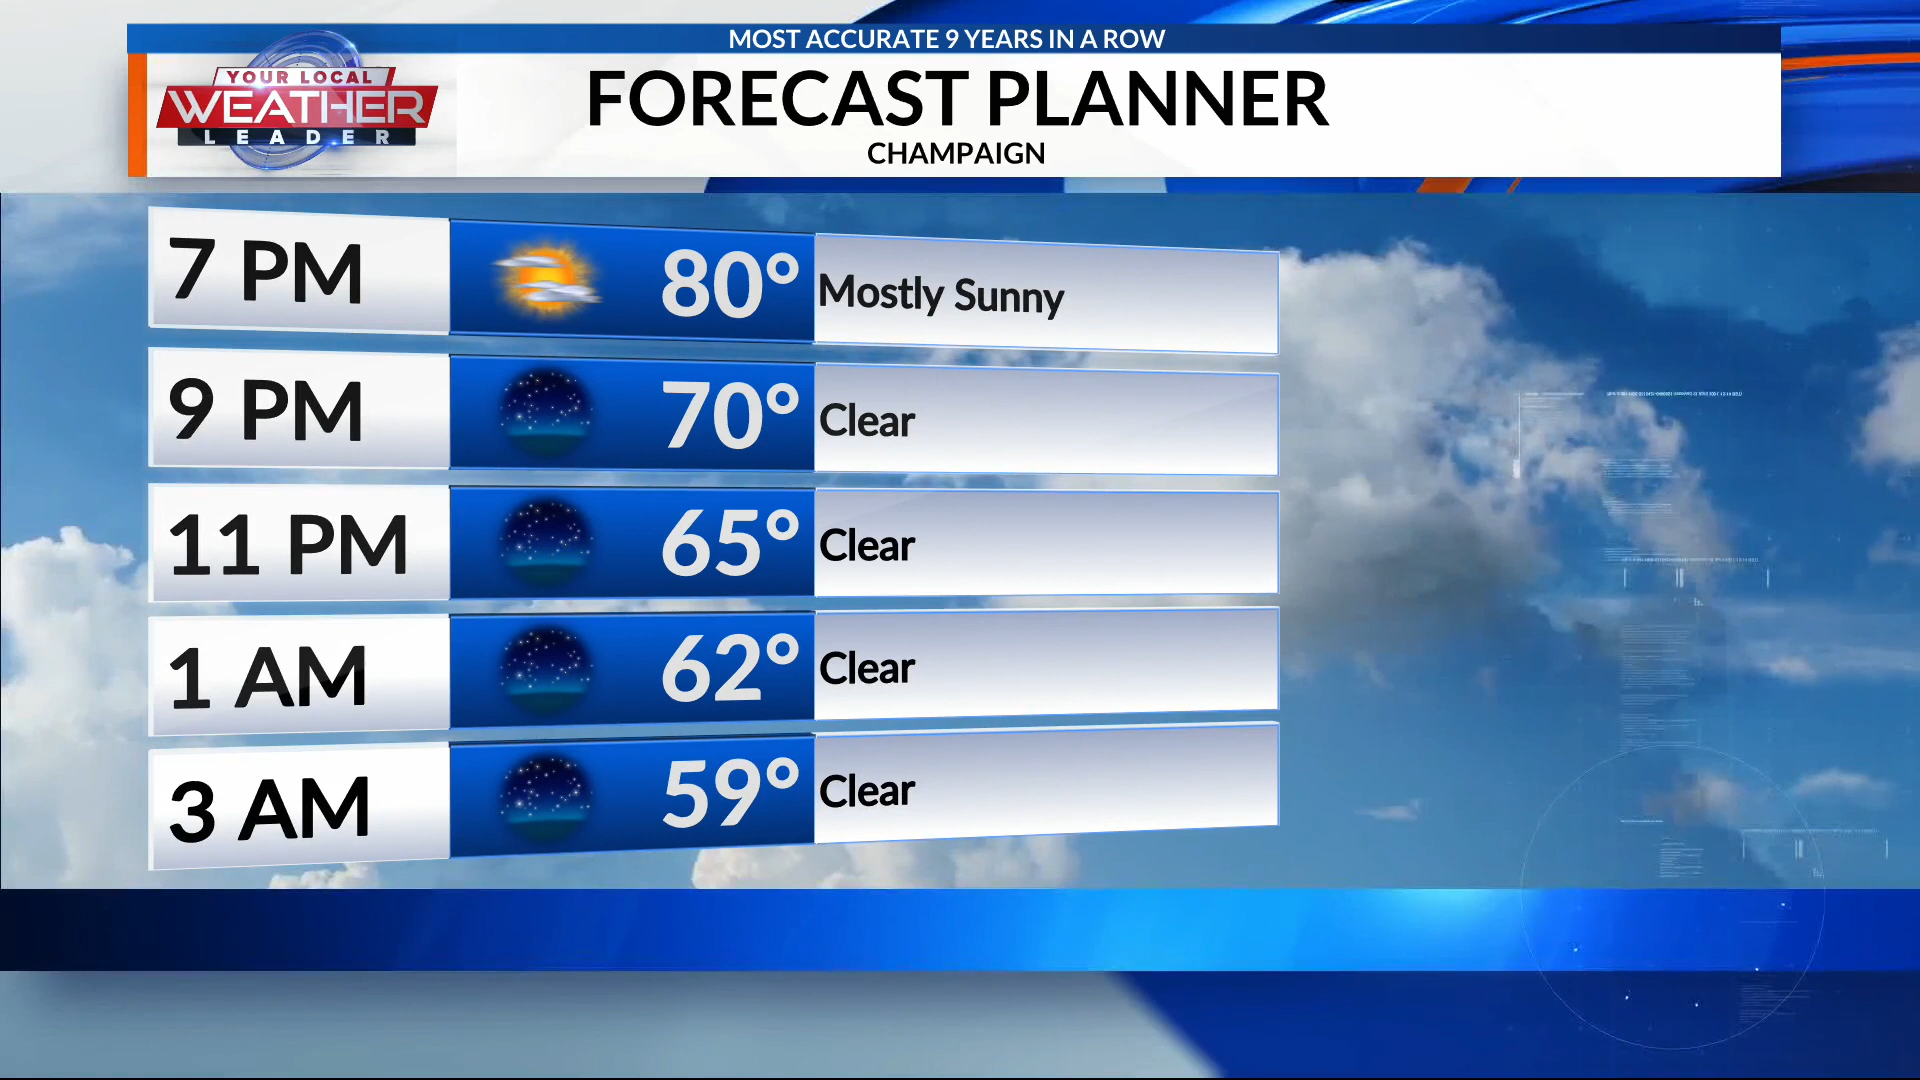 MOST ACCURATE 9 YEARS IN A ROW
YOUR LOCAL
WEATHER
LEADER
FORECAST PLANNER
CHAMPAIGN
7 PM 80° Mostly Sunny
9 PM 70° Clear
11 PM 65° Clear
1 AM 62° Clear
3 AM 59° Clear